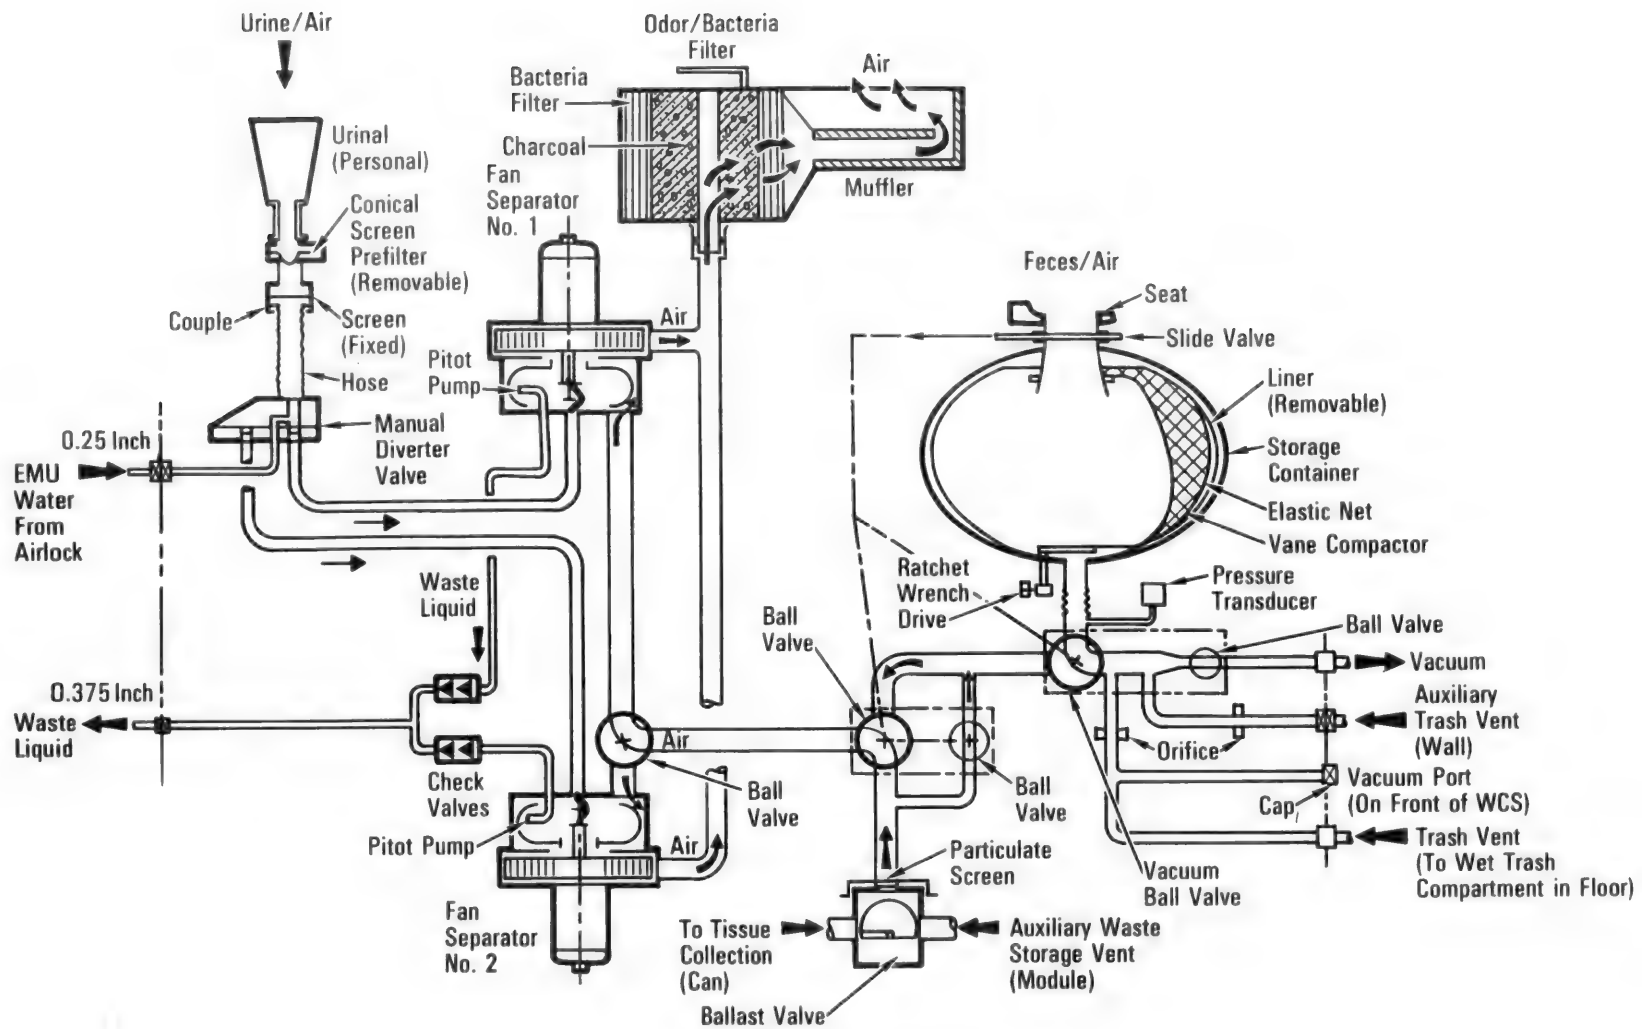 Urine/Air
Urinal
(Personal)
Conical
Screen
Prefilter
(Removable)
Couple
Screen
(Fixed)
Hose
Manual
Diverter
Valve
0.25 Inch
EMU
Water
From
Airlock
Odor/Bacteria
Filter
Bacteria
Filter
Charcoal
Air
Muffler
Fan
Separator
No. 1
Air
Pitot
Pump
Waste
Liquid
0.375 Inch
Waste
Liquid
Check
Valves
Pitot Pump
Air
Fan
Separator
No. 2
Air
Ball
Valve
Ball
Valve
Ball
Valve
Feces/Air
Seat
Slide Valve
Liner
(Removable)
Storage
Container
Elastic Net
Vane Compactor
Ratchet
Wrench
Drive
Pressure
Transducer
Ball Valve
Vacuum
Auxiliary
Trash Vent
(Wall)
Orifice
Vacuum Port
(On Front of WCS)
Cap
Trash Vent
(To Wet Trash
Compartment in Floor)
Vacuum
Ball Valve
Particulate
Screen
To Tissue
Collection
(Can)
Auxiliary Waste
Storage Vent
(Module)
Ballast Valve